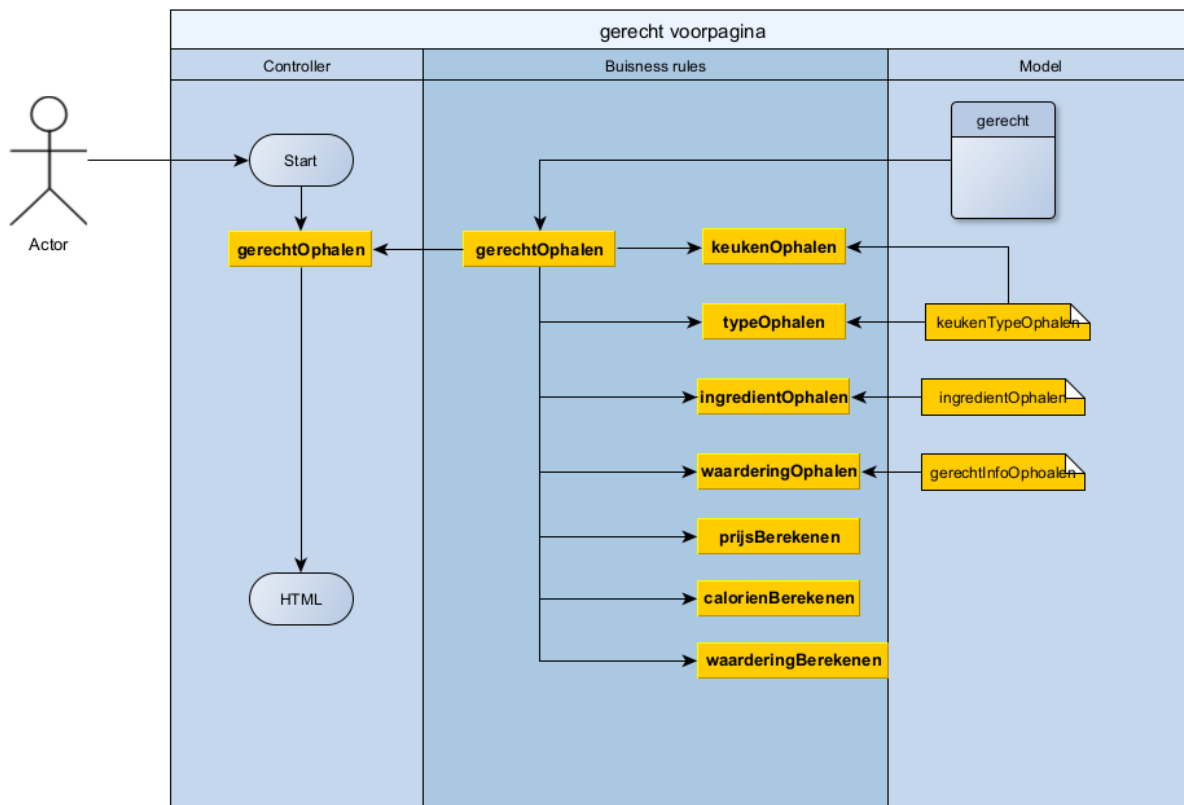 gerecht voorpagina
Controller
Buisness rules
Model
gerecht
Start
Actor
gerechtOphalen
gerechtOphalen
keukenOphalen
typeOphalen
keukenTypeOphalen
ingredientOphalen
ingredientOphalen
waarderingOphalen
gerechtInfoOphoalen
prijsBerekenen
HTML
calorienBerekenen
waarderingBerekenen